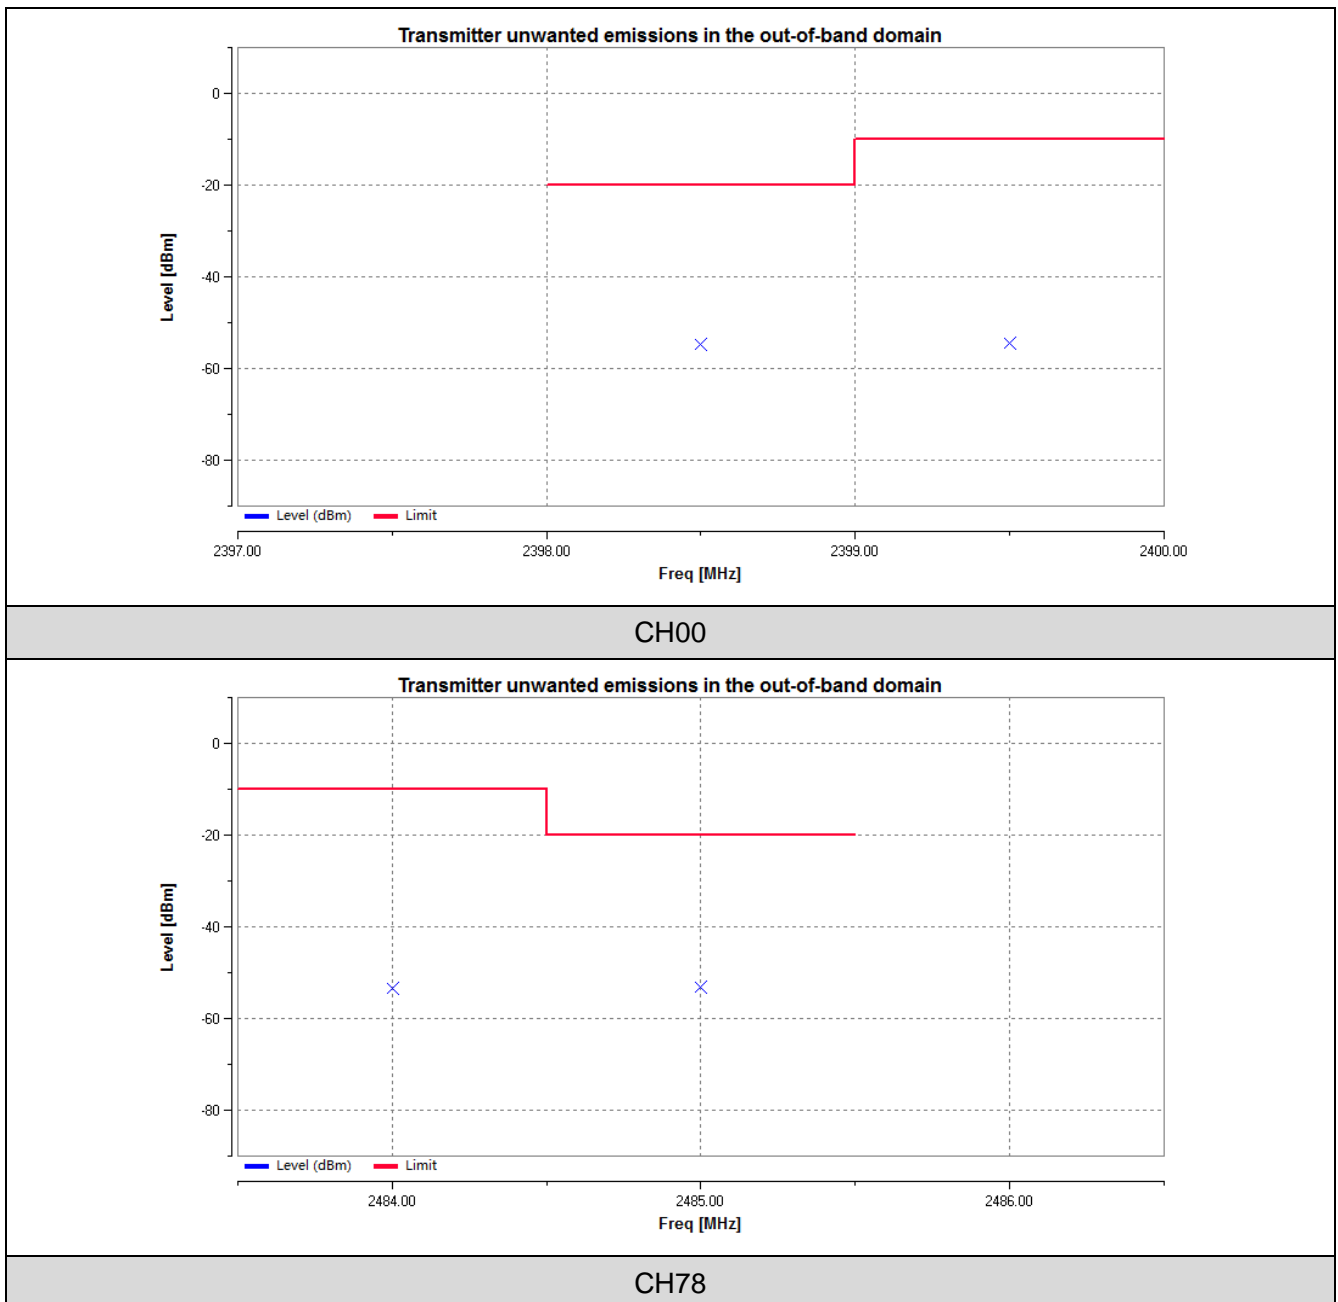 Transmitter unwanted emissions in the out-of-band domain
0
-20
-40
-60
-80
Level [dBm]
Level (dBm) Limit
2397.00 2398.00 2399.00 2400.00
Freq [MHz]
CH00
Transmitter unwanted emissions in the out-of-band domain
0
-20
-40
-60
-80
Level [dBm]
Level (dBm) Limit
2484.00 2485.00 2486.00
Freq [MHz]
CH78